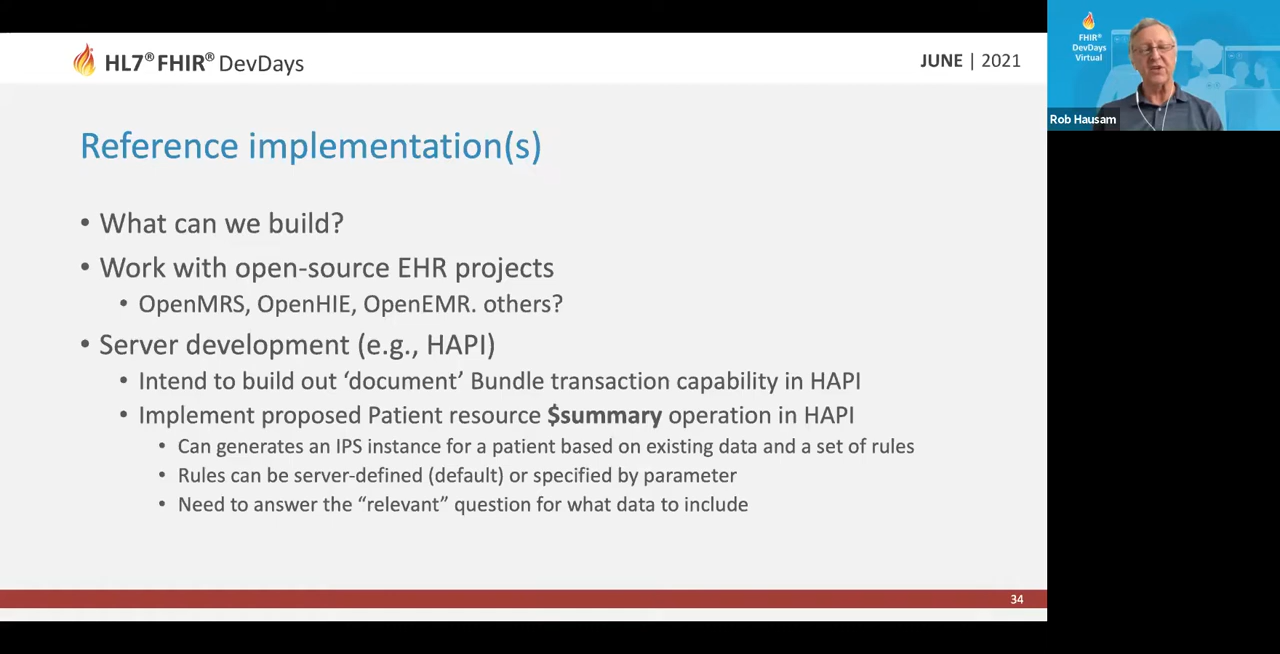 HL7® FHIR® DevDays
JUNE | 2021
FHIR®
DevDays
Virtual
Rob Hausam
Reference implementation(s)
• What can we build?
• Work with open-source EHR projects
• OpenMRS, OpenHIE, OpenEMR. others?
• Server development (e.g., HAPI)
• Intend to build out ‘document’ Bundle transaction capability in HAPI
• Implement proposed Patient resource $summary operation in HAPI
• Can generates an IPS instance for a patient based on existing data and a set of rules
• Rules can be server-defined (default) or specified by parameter
• Need to answer the “relevant” question for what data to include
34